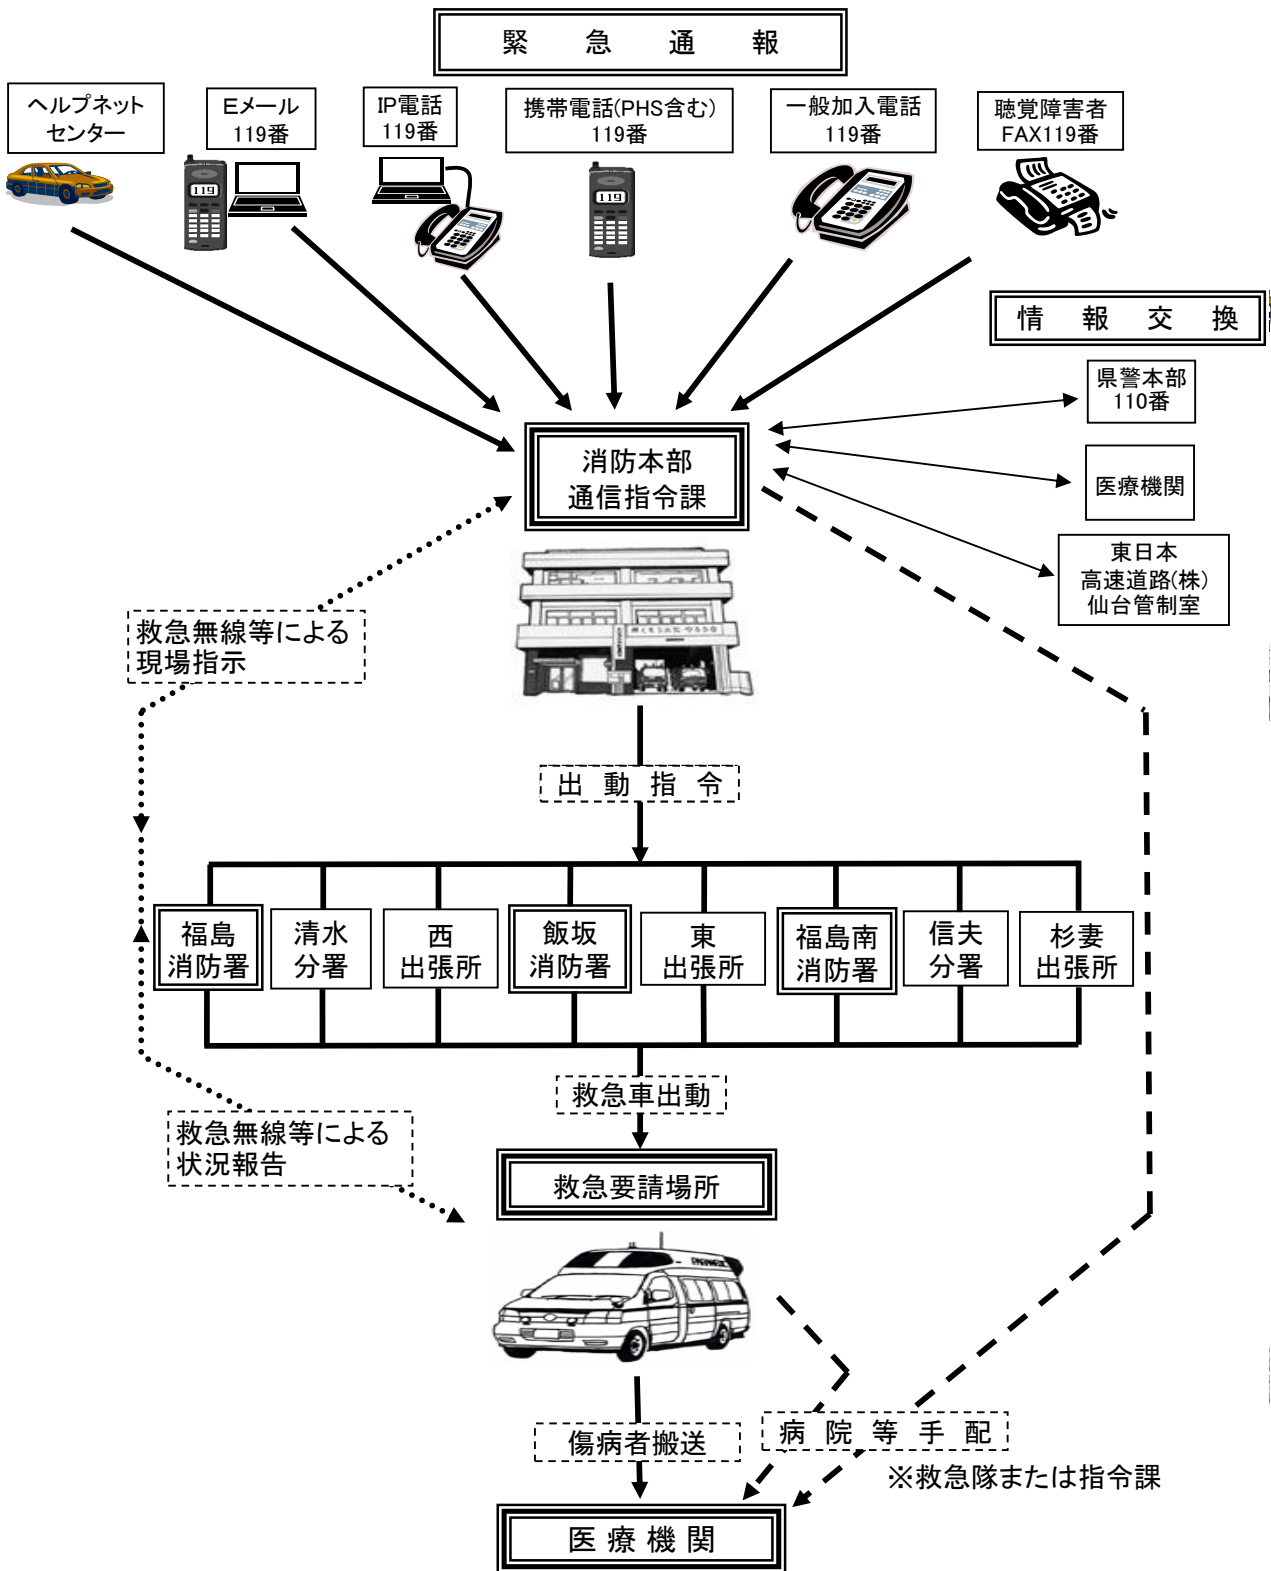 緊急通報
ヘルプネット
センター
Eメール
119番
IP電話
119番
携帯電話(PHS含む)
119番
一般加入電話
119番
聴覚障害者
FAX119番
119
119
情報交換
県警本部
110番
消防本部
通信指令課
医療機関
東日本
高速道路(株)
仙台管制室
救急無線等による
現場指示
出動指令
福島
消防署
清水
分署
西
出張所
飯坂
消防署
東
出張所
福島南
消防署
信夫
分署
杉妻
出張所
救急車出動
救急無線等による
状況報告
救急要請場所
傷病者搬送
病院等手配
※救急隊または指令課
医療機関